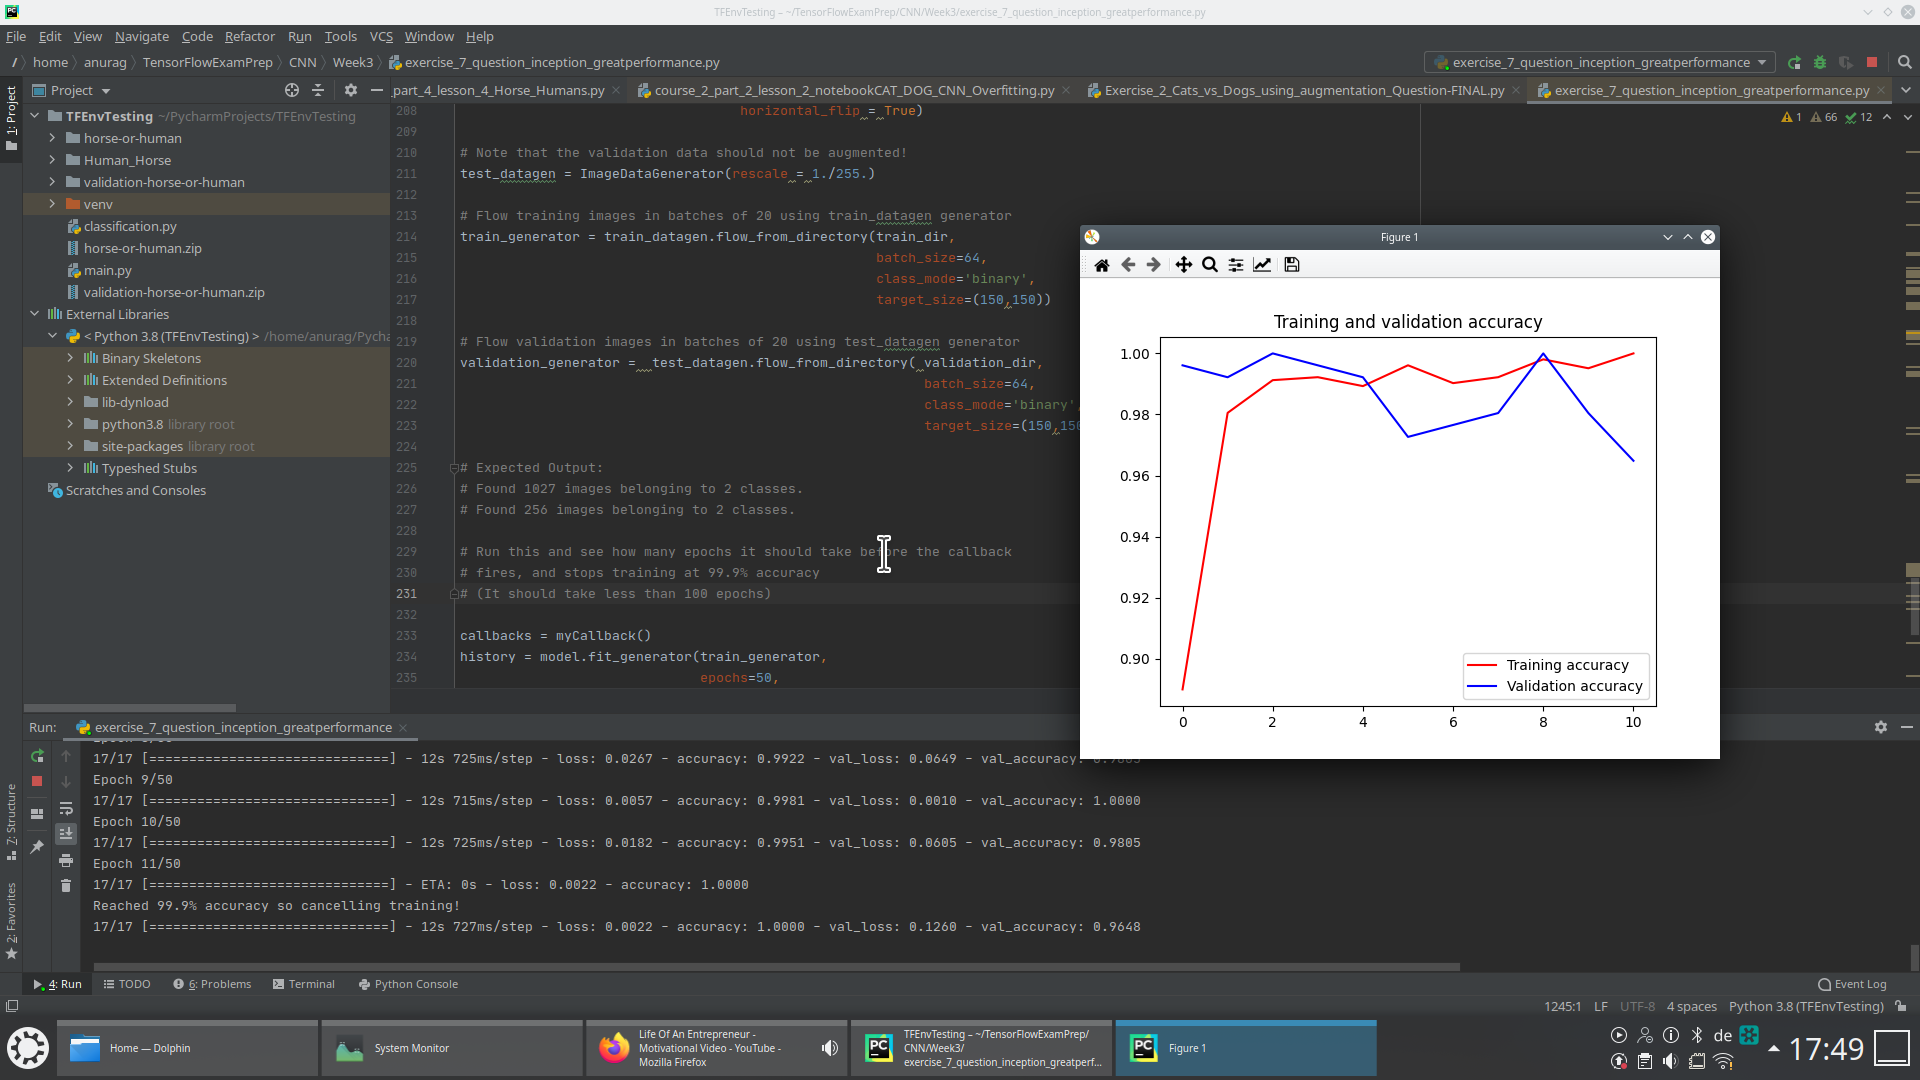 TFEnvTesting – ~/TensorFlowExamPrep/CNN/Week3/exercise_7_question_inception_greatperformance.py
File Edit View Navigate Code Refactor Run Tools VCS Window Help
/ home anurag TensorFlowExamPrep CNN Week3 exercise_7_question_inception_greatperformance.py
exercise_7_question_inception_greatperformance
Project
part_4_lesson_4_Horse_Humans.py course_2_part_2_lesson_2_notebookCAT_DOG_CNN_Overfitting.py Exercise_2_Cats_vs_Dogs_using_augmentation_Question-FINAL.py exercise_7_question_inception_greatperformance.py
1: Project
TFEnvTesting ~/PycharmProjects/TFEnvTesting
horse-or-human
Human_Horse
validation-horse-or-human
venv
classification.py
horse-or-human.zip
main.py
validation-horse-or-human.zip
External Libraries
< Python 3.8 (TFEnvTesting) > /home/anurag/Pycha
Binary Skeletons
Extended Definitions
lib-dynload
python3.8 library root
site-packages library root
Typeshed Stubs
Scratches and Consoles
1 66 12
208 horizontal_flip = True)
209
210 # Note that the validation data should not be augmented!
211 test_datagen = ImageDataGenerator(rescale = 1./255.)
212
213 # Flow training images in batches of 20 using train_datagen generator
214 train_generator = train_datagen.flow_from_directory(train_dir,
215 batch_size=64,
216 class_mode='binary',
217 target_size=(150,150))
218
219 # Flow validation images in batches of 20 using test_datagen generator
220 validation_generator =  test_datagen.flow_from_directory( validation_dir,
221 batch_size=64,
222 class_mode='binary',
223 target_size=(150,150
224
225 # Expected Output:
226 # Found 1027 images belonging to 2 classes.
227 # Found 256 images belonging to 2 classes.
228
229 # Run this and see how many epochs it should take before the callback
230 # fires, and stops training at 99.9% accuracy
231 # (It should take less than 100 epochs)
232
233 callbacks = myCallback()
234 history = model.fit_generator(train_generator,
235 epochs=50,
Figure 1
Training and validation accuracy
1.00
0.98
0.96
0.94
0.92
0.90
0 2 4 6 8 10
Training accuracy
Validation accuracy
Run: exercise_7_question_inception_greatperformance
17/17 [==============================] - 12s 725ms/step - loss: 0.0267 - accuracy: 0.9922 - val_loss: 0.0649 - val_accuracy: 0.9805
Epoch 9/50
17/17 [==============================] - 12s 715ms/step - loss: 0.0057 - accuracy: 0.9981 - val_loss: 0.0010 - val_accuracy: 1.0000
Epoch 10/50
17/17 [==============================] - 12s 725ms/step - loss: 0.0182 - accuracy: 0.9951 - val_loss: 0.0605 - val_accuracy: 0.9805
Epoch 11/50
17/17 [==============================] - ETA: 0s - loss: 0.0022 - accuracy: 1.0000
Reached 99.9% accuracy so cancelling training!
17/17 [==============================] - 12s 727ms/step - loss: 0.0022 - accuracy: 1.0000 - val_loss: 0.1260 - val_accuracy: 0.9648
7: Structure
2: Favorites
4: Run TODO 6: Problems Terminal Python Console Event Log
1245:1 LF UTF-8 4 spaces Python 3.8 (TFEnvTesting)
Home — Dolphin
System Monitor
Life Of An Entrepreneur -
Motivational Video - YouTube -
Mozilla Firefox
TFEnvTesting – ~/TensorFlowExamPrep/
CNN/Week3/
exercise_7_question_inception_greatperf...
Figure 1
de
17:49